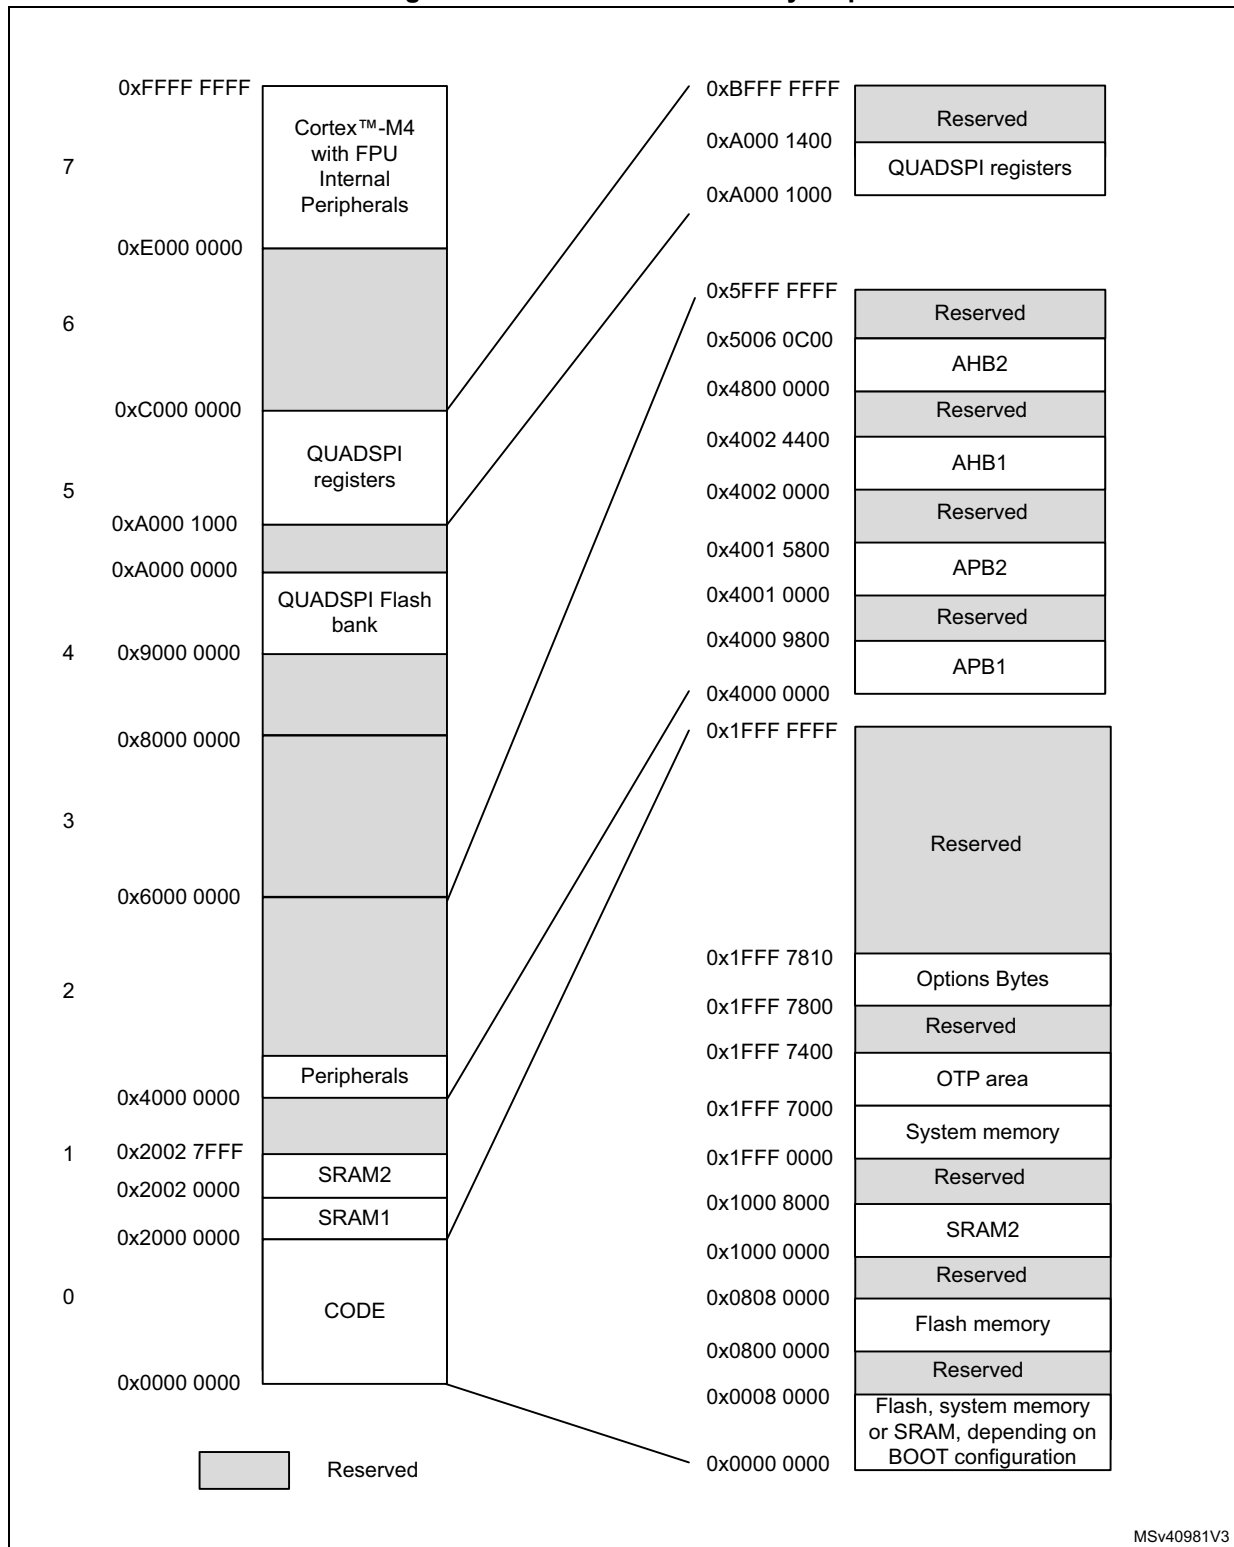 0xFFFF FFFF
Cortex™-M4
with FPU
Internal
Peripherals
7
0xE000 0000
6
0xC000 0000
QUADSPI
registers
5
0xA000 1000
0xA000 0000
QUADSPI Flash
bank
4
0x9000 0000
0x8000 0000
3
0x6000 0000
2
Peripherals
0x4000 0000
1
0x2002 7FFF
SRAM2
0x2002 0000
SRAM1
0x2000 0000
0
CODE
0x0000 0000
Reserved
0xBFFF FFFF
Reserved
0xA000 1400
QUADSPI registers
0xA000 1000
0x5FFF FFFF
Reserved
0x5006 0C00
AHB2
0x4800 0000
Reserved
0x4002 4400
AHB1
0x4002 0000
Reserved
0x4001 5800
APB2
0x4001 0000
Reserved
0x4000 9800
APB1
0x4000 0000
0x1FFF FFFF
Reserved
0x1FFF 7810
Options Bytes
0x1FFF 7800
Reserved
0x1FFF 7400
OTP area
0x1FFF 7000
System memory
0x1FFF 0000
Reserved
0x1000 8000
SRAM2
0x1000 0000
Reserved
0x0808 0000
Flash memory
0x0800 0000
Reserved
0x0008 0000
Flash, system memory
or SRAM, depending on
BOOT configuration
0x0000 0000
MSv40981V3